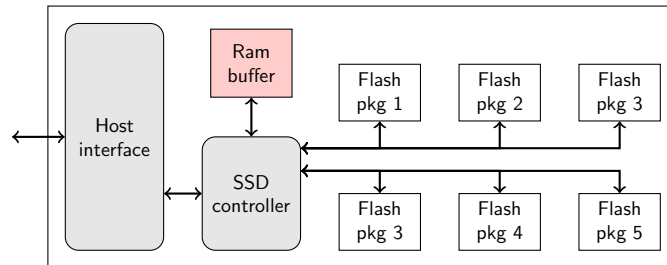 Host
interface
Ram
buffer
SSD
controller
Flash
pkg 1
Flash
pkg 2
Flash
pkg 3
Flash
pkg 3
Flash
pkg 4
Flash
pkg 5